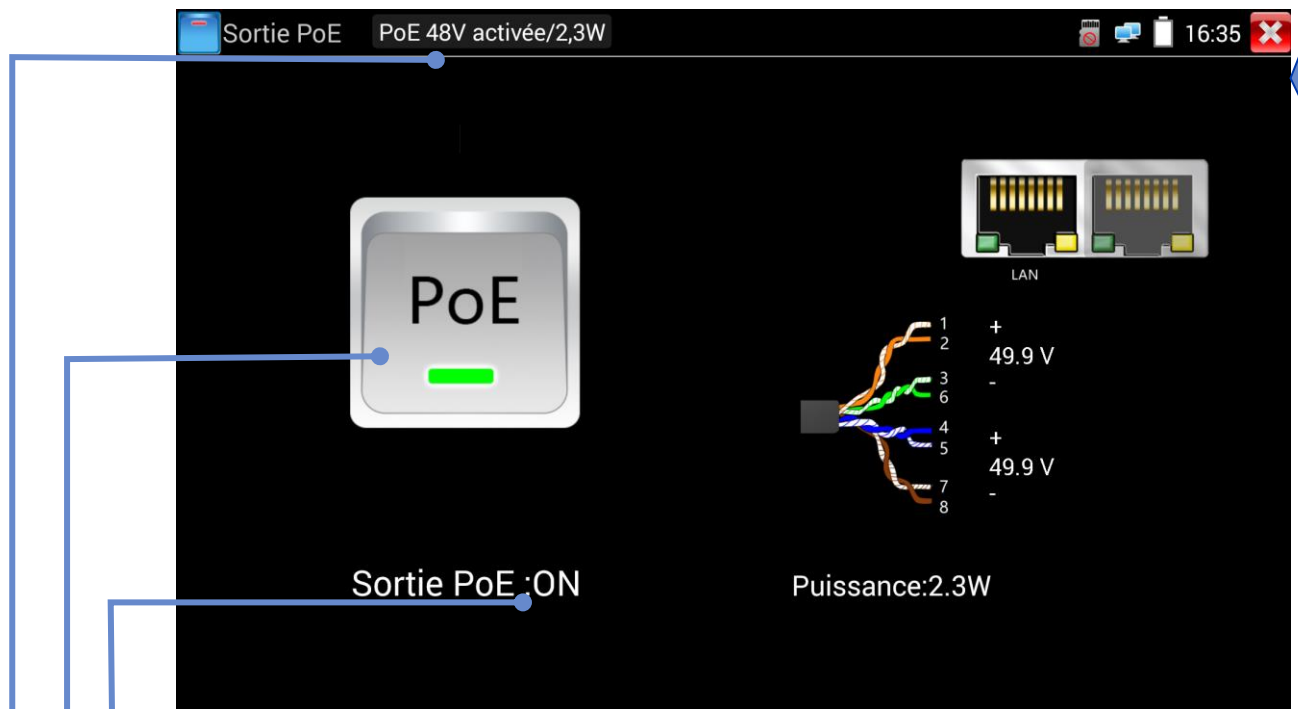 Sortie PoE PoE 48V activée/2,3W 16:35
PoE
LAN
1 +
2 49.9 V
3 -
6
4 +
5 49.9 V
7 -
8
Sortie PoE :ON Puissance:2.3W